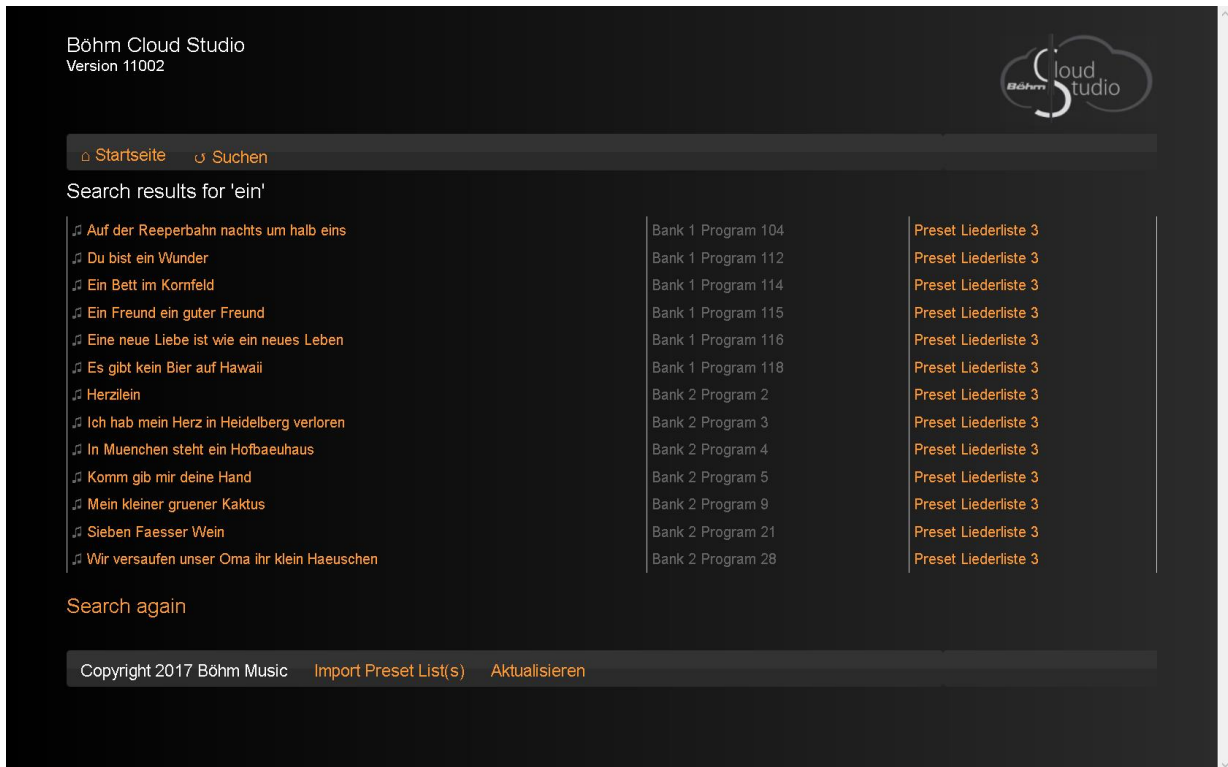 Böhm Cloud Studio
Version 11002
Böhm Cloud Studio
⌂ Startseite ↺ Suchen
Search results for 'ein'
♫ Auf der Reeperbahn nachts um halb eins Bank 1 Program 104 Preset Liederliste 3
♫ Du bist ein Wunder Bank 1 Program 112 Preset Liederliste 3
♫ Ein Bett im Kornfeld Bank 1 Program 114 Preset Liederliste 3
♫ Ein Freund ein guter Freund Bank 1 Program 115 Preset Liederliste 3
♫ Eine neue Liebe ist wie ein neues Leben Bank 1 Program 116 Preset Liederliste 3
♫ Es gibt kein Bier auf Hawaii Bank 1 Program 118 Preset Liederliste 3
♫ Herzilein Bank 2 Program 2 Preset Liederliste 3
♫ Ich hab mein Herz in Heidelberg verloren Bank 2 Program 3 Preset Liederliste 3
♫ In Muenchen steht ein Hofbaeuhaus Bank 2 Program 4 Preset Liederliste 3
♫ Komm gib mir deine Hand Bank 2 Program 5 Preset Liederliste 3
♫ Mein kleiner gruener Kaktus Bank 2 Program 9 Preset Liederliste 3
♫ Sieben Faesser Wein Bank 2 Program 21 Preset Liederliste 3
♫ Wir versaufen unser Oma ihr klein Haeuschen Bank 2 Program 28 Preset Liederliste 3
Search again
Copyright 2017 Böhm Music Import Preset List(s) Aktualisieren